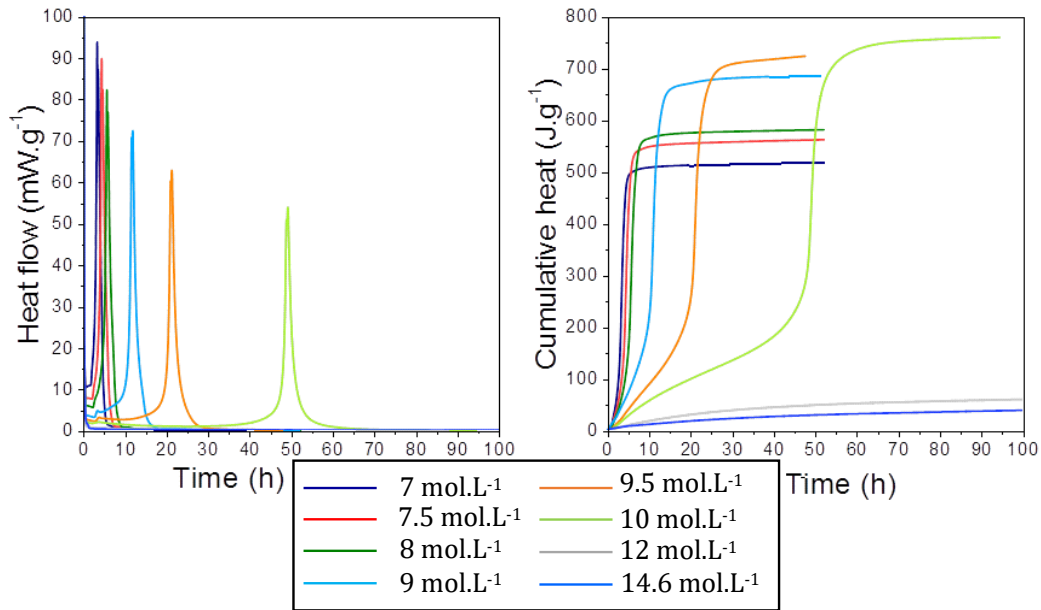 100
90
80
70
60
50
40
30
20
10
0
Heat flow (mW.g⁻¹)
0 10 20 30 40 50 60 70 80 90 100
Time (h)
800
700
600
500
400
300
200
100
0
Cumulative heat (J.g⁻¹)
0 10 20 30 40 50 60 70 80 90 100
Time (h)
7 mol.L⁻¹
7.5 mol.L⁻¹
8 mol.L⁻¹
9 mol.L⁻¹
9.5 mol.L⁻¹
10 mol.L⁻¹
12 mol.L⁻¹
14.6 mol.L⁻¹